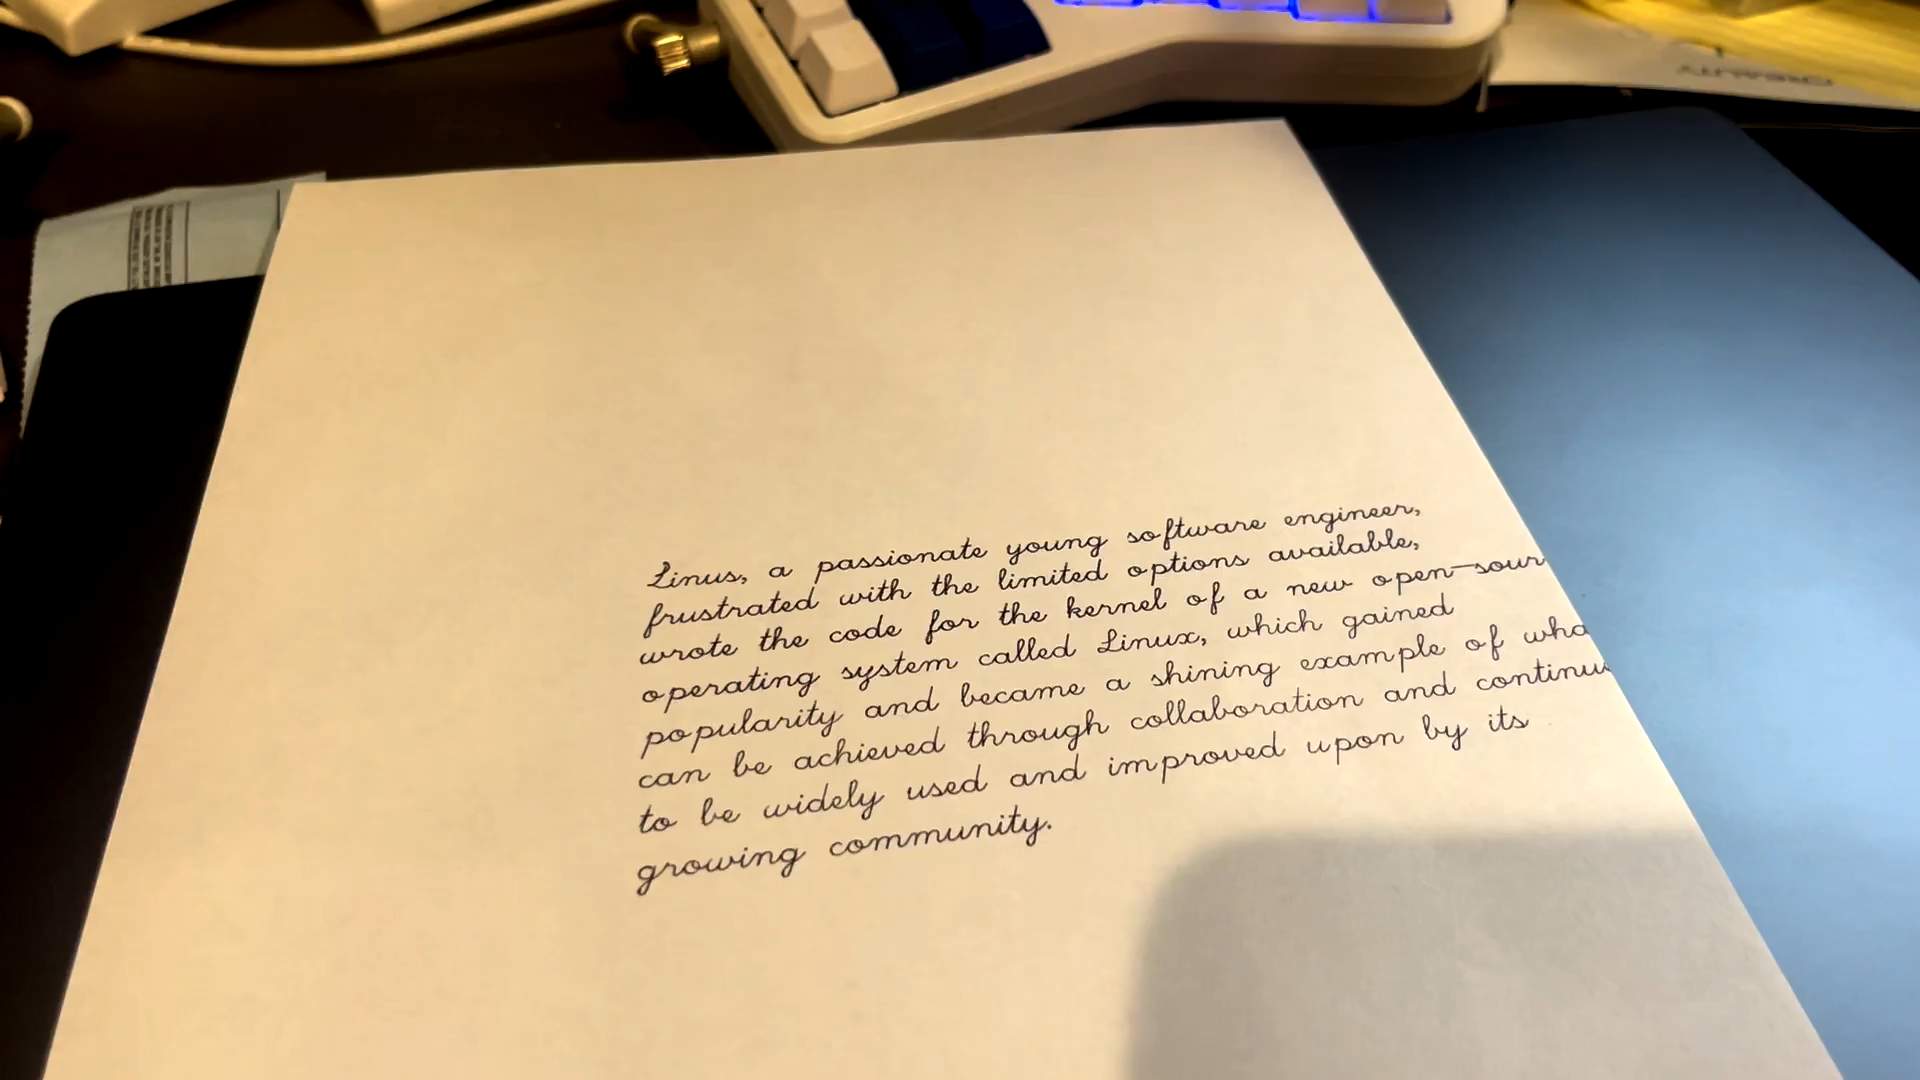 Linus, a passionate young software engineer,
frustrated with the limited options available,
wrote the code for the kernel of a new open-sour
operating system called Linux, which gained
popularity and became a shining example of wha
can be achieved through collaboration and continu
to be widely used and improved upon by its
growing community.
CREALITY